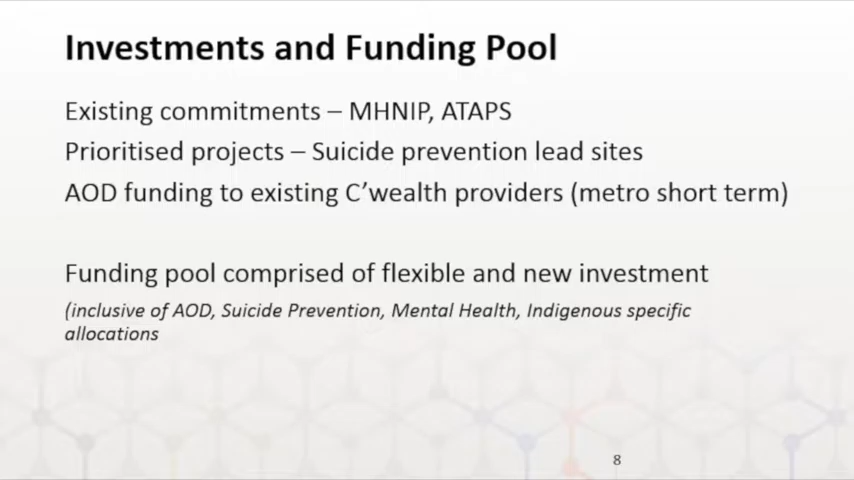 Investments and Funding Pool
Existing commitments – MHNIP, ATAPS
Prioritised projects – Suicide prevention lead sites
AOD funding to existing C’wealth providers (metro short term)
Funding pool comprised of flexible and new investment
(inclusive of AOD, Suicide Prevention, Mental Health, Indigenous specific
allocations
8